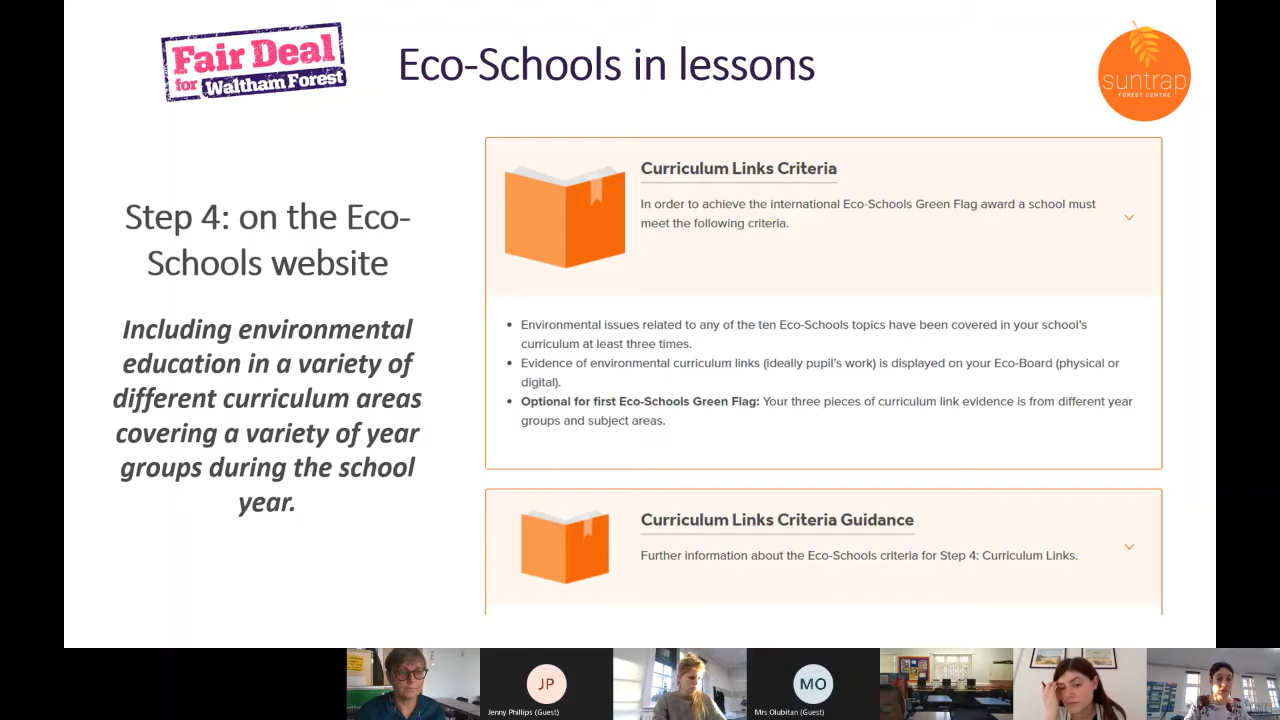 Fair Deal
for Waltham Forest
Eco-Schools in lessons
suntrap
FOREST CENTRE
Step 4: on the Eco-
Schools website
Including environmental
education in a variety of
different curriculum areas
covering a variety of year
groups during the school
year.
Curriculum Links Criteria
In order to achieve the international Eco-Schools Green Flag award a school must
meet the following criteria.
• Environmental issues related to any of the ten Eco-Schools topics have been covered in your school's
curriculum at least three times.
• Evidence of environmental curriculum links (ideally pupil's work) is displayed on your Eco-Board (physical or
digital).
• Optional for first Eco-Schools Green Flag: Your three pieces of curriculum link evidence is from different year
groups and subject areas.
Curriculum Links Criteria Guidance
Further information about the Eco-Schools criteria for Step 4: Curriculum Links.
JP
Jenny Phillips (Guest)
MO
Mrs Olubitan (Guest)